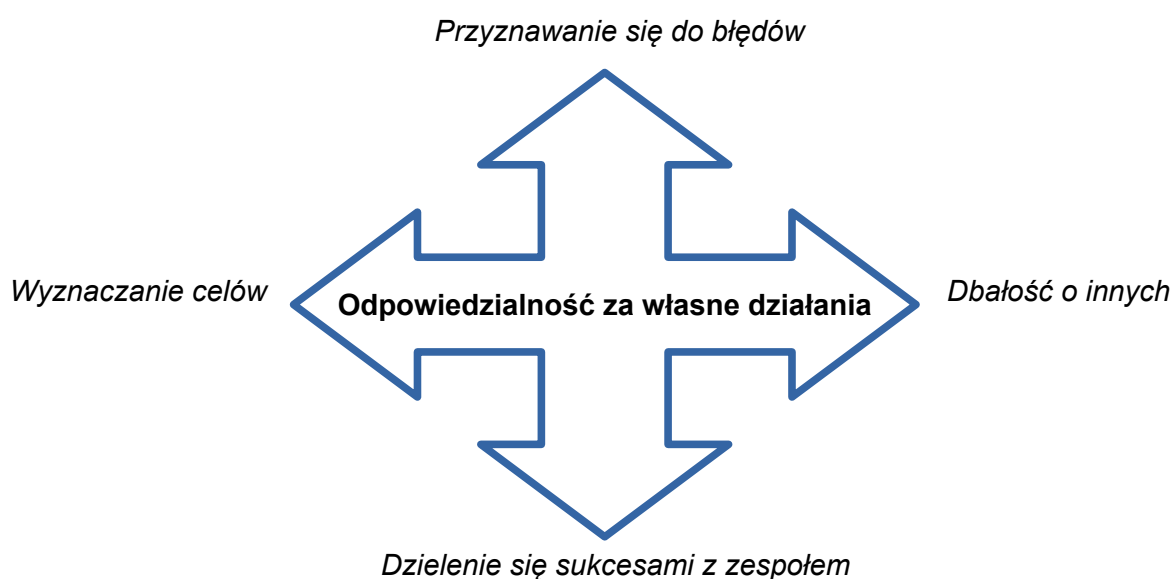 Przyznawanie się do błędów
Wyznaczanie celów
Odpowiedzialność za własne działania
Dbałość o innych
Dzielenie się sukcesami z zespołem